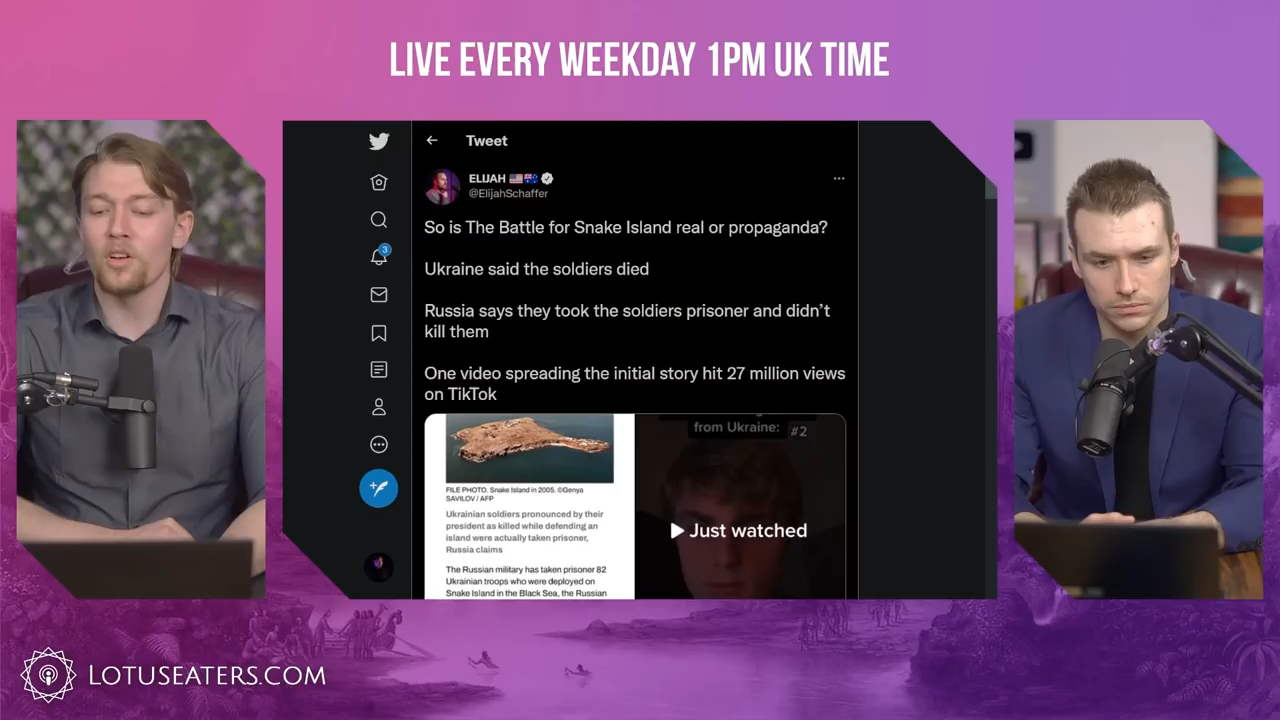 LIVE EVERY WEEKDAY 1PM UK TIME
Tweet
ELIJAH
@ElijahSchaffer
3
So is The Battle for Snake Island real or propaganda?
Ukraine said the soldiers died
Russia says they took the soldiers prisoner and didn't
kill them
One video spreading the initial story hit 27 million views
on TikTok
FILE PHOTO. Snake Island in 2005. ©Genya
SAVILOV / AFP
Ukrainian soldiers pronounced by their
president as killed while defending an
island were actually taken prisoner,
Russia claims
The Russian military has taken prisoner 82
Ukrainian troops who were deployed on
Snake Island in the Black Sea, the Russian
from Ukraine: #2
Just watched
LOTUSEATERS.COM